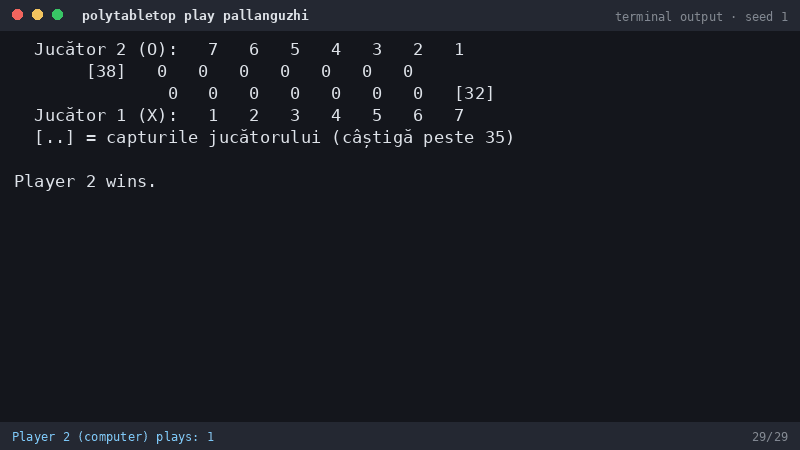 polytabletop play pallanguzhi
terminal output · seed 1
Jucător 2 (O): 7 6 5 4 3 2 1
[38] 0 0 0 0 0 0 0
0 0 0 0 0 0 0 [32]
Jucător 1 (X): 1 2 3 4 5 6 7
[..] = capturile jucătorului (câștigă peste 35)
Player 2 wins.
Player 2 (computer) plays: 1
29/29